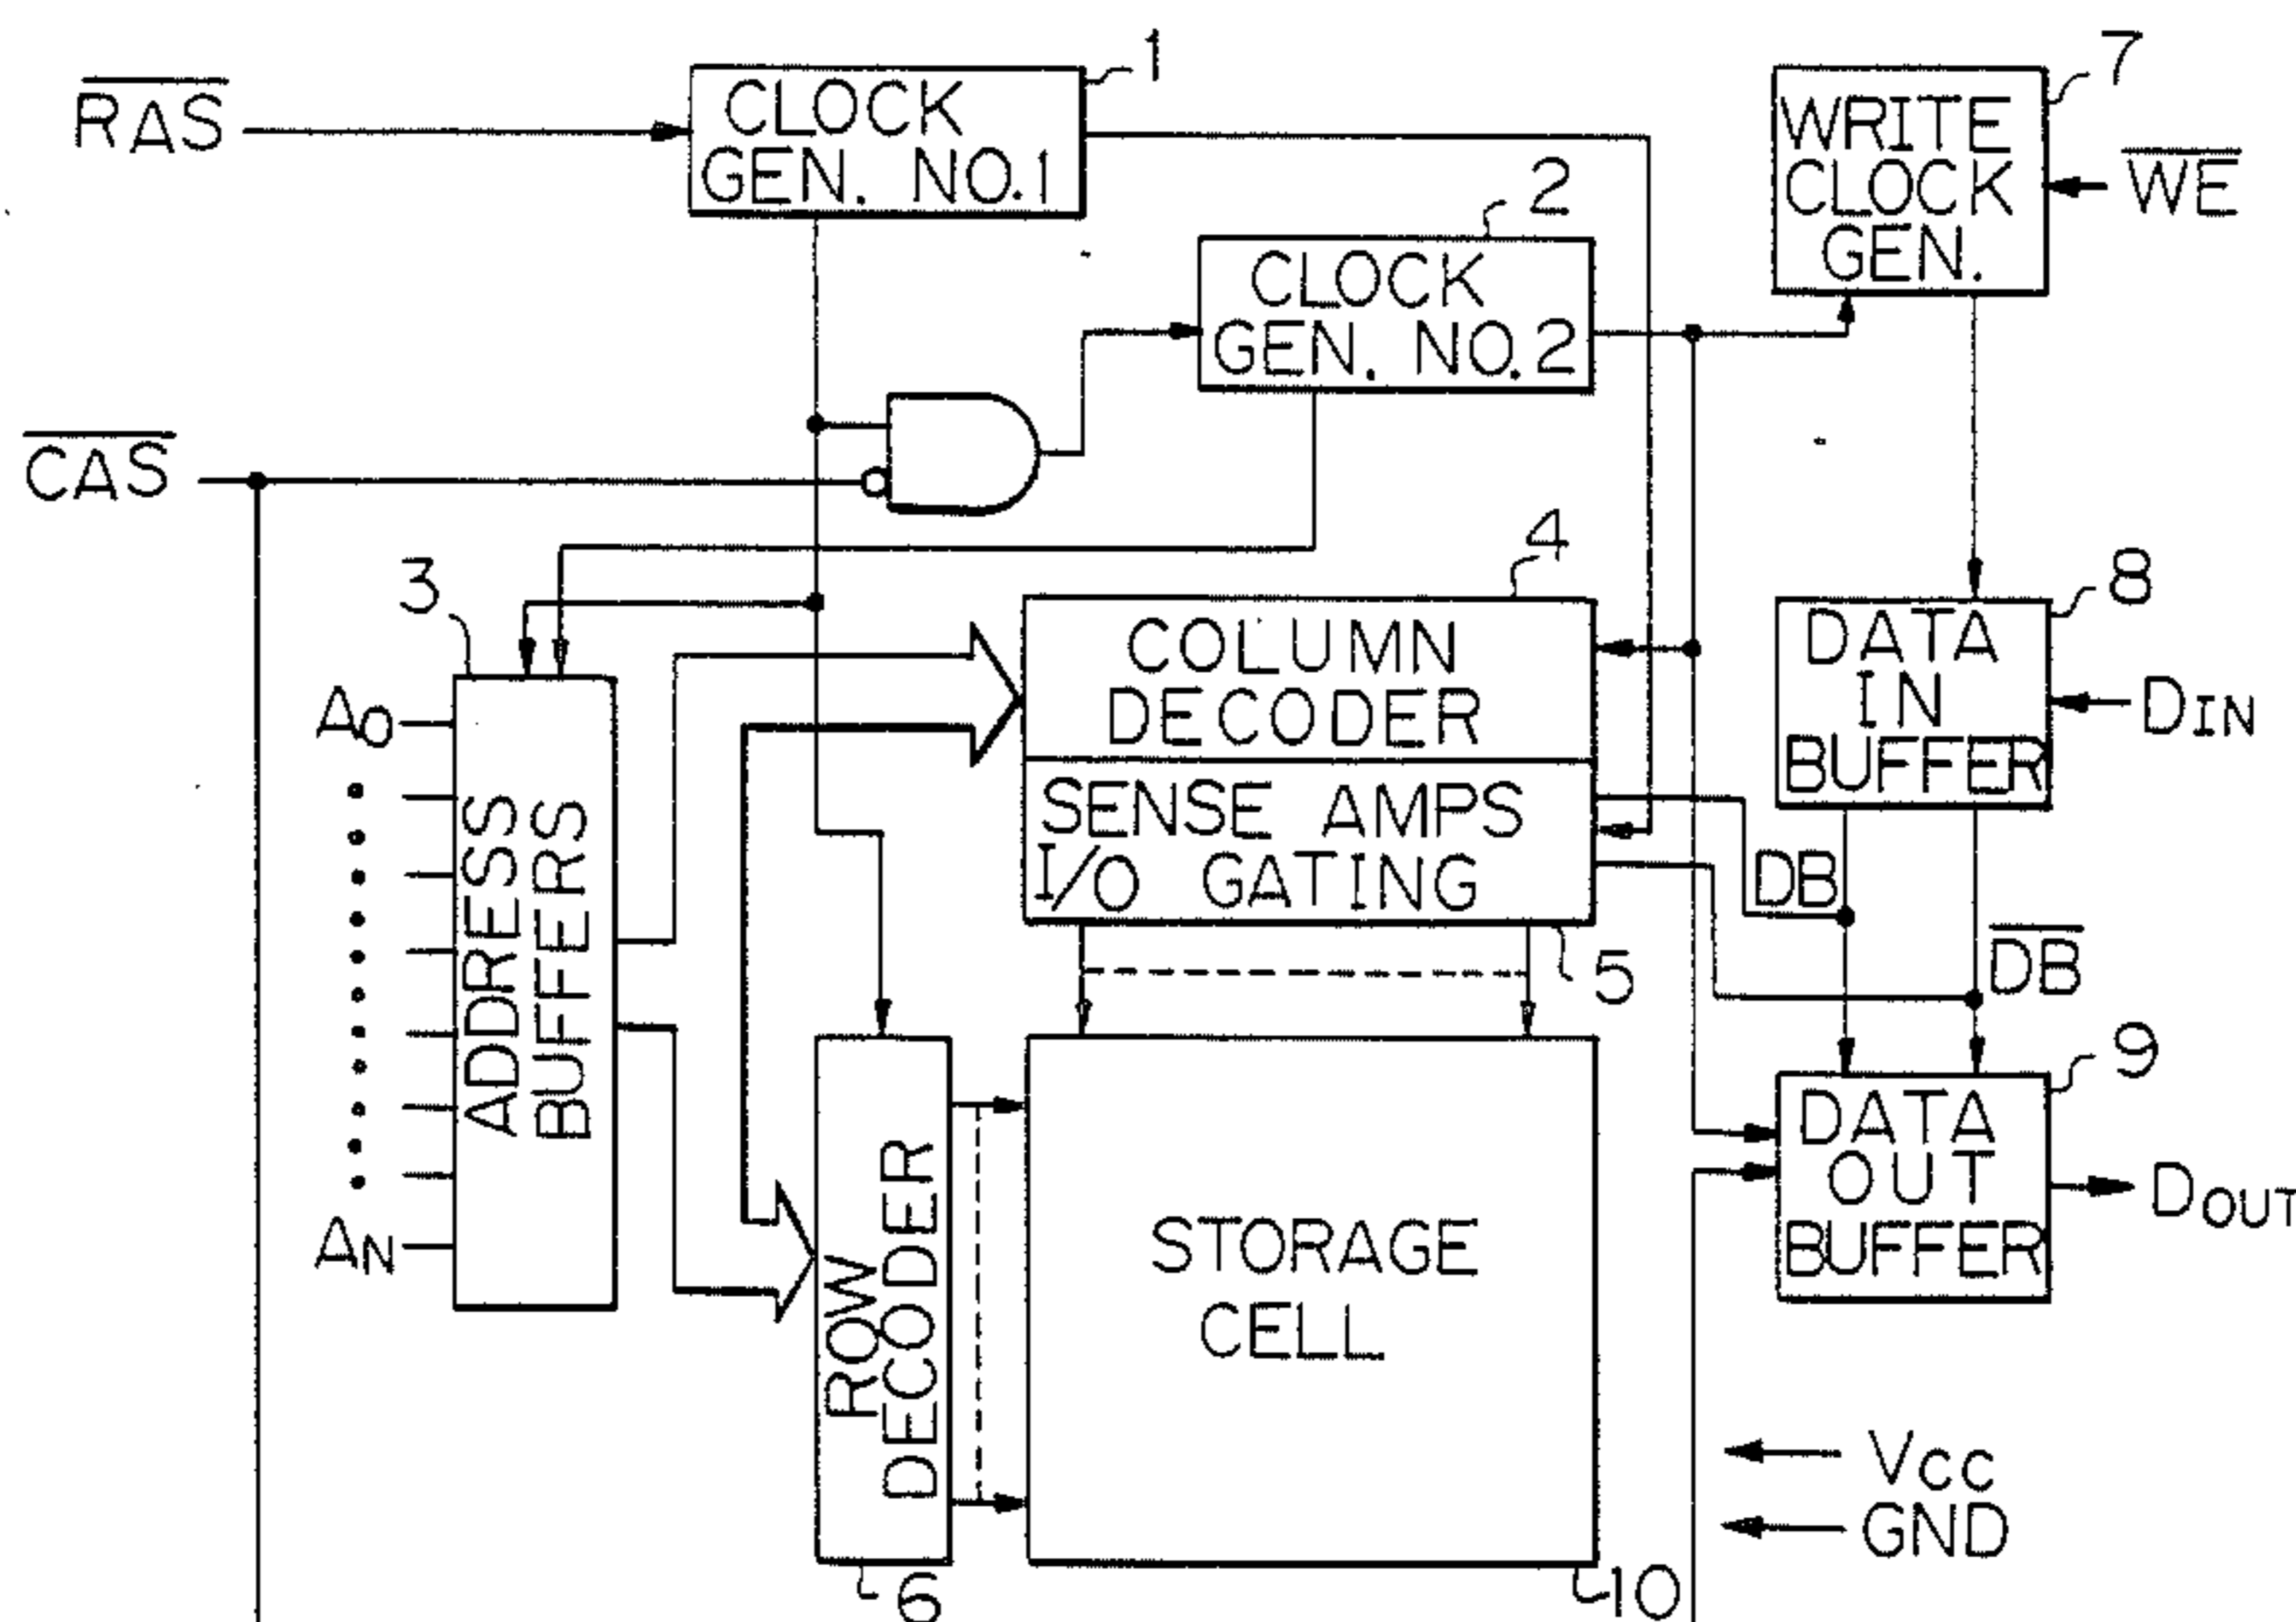 RAS
CLOCK
GEN. NO.1
1
WRITE
CLOCK
GEN.
7
WE
CLOCK
GEN. NO.2
2
CAS
3
ADDRESS
BUFFERS
A0
AN
4
COLUMN
DECODER
SENSE AMPS
I/O GATING
5
DATA
IN
BUFFER
8
DIN
DB
DB
DATA
OUT
BUFFER
9
DOUT
ROW
DECODER
6
STORAGE
CELL
10
VCC
GND